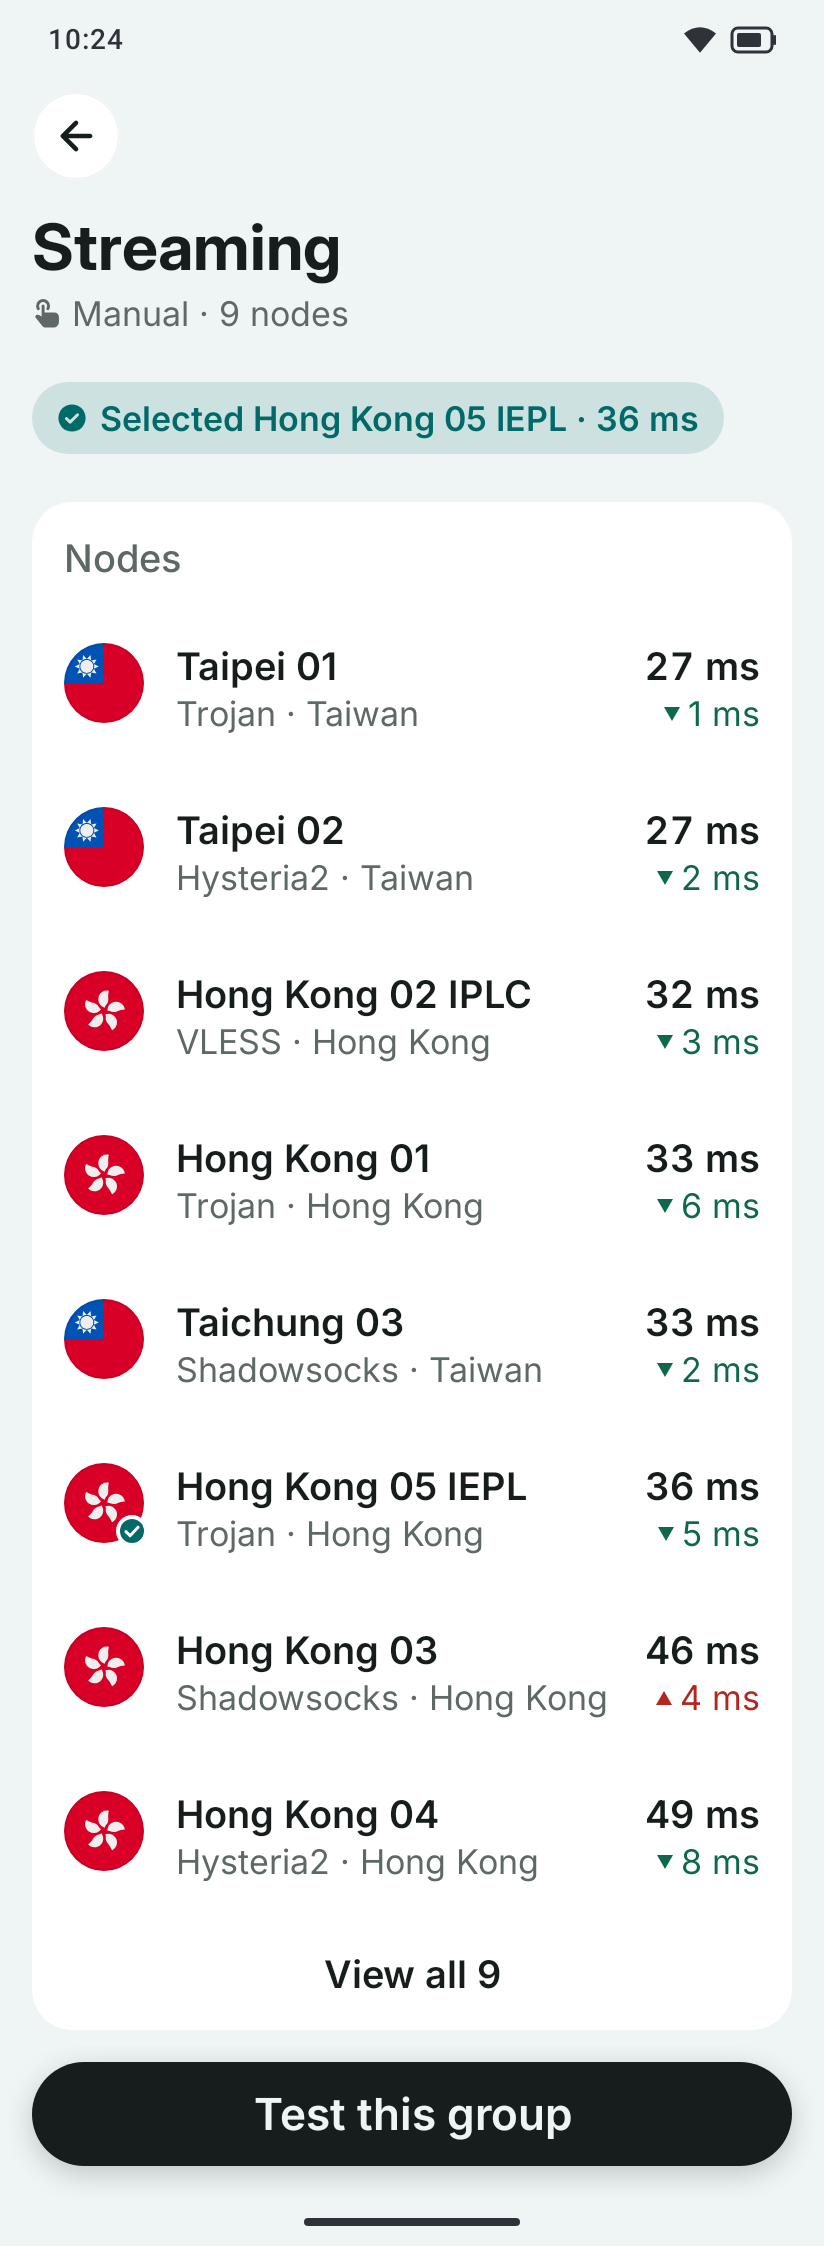 10:24
Streaming
Manual · 9 nodes
Selected Hong Kong 05 IEPL · 36 ms
Nodes
Taipei 01
27 ms
Trojan · Taiwan
▼ 1 ms
Taipei 02
27 ms
Hysteria2 · Taiwan
▼ 2 ms
Hong Kong 02 IPLC
32 ms
VLESS · Hong Kong
▼ 3 ms
Hong Kong 01
33 ms
Trojan · Hong Kong
▼ 6 ms
Taichung 03
33 ms
Shadowsocks · Taiwan
▼ 2 ms
Hong Kong 05 IEPL
36 ms
Trojan · Hong Kong
▼ 5 ms
Hong Kong 03
46 ms
Shadowsocks · Hong Kong
▲ 4 ms
Hong Kong 04
49 ms
Hysteria2 · Hong Kong
▼ 8 ms
View all 9
Test this group